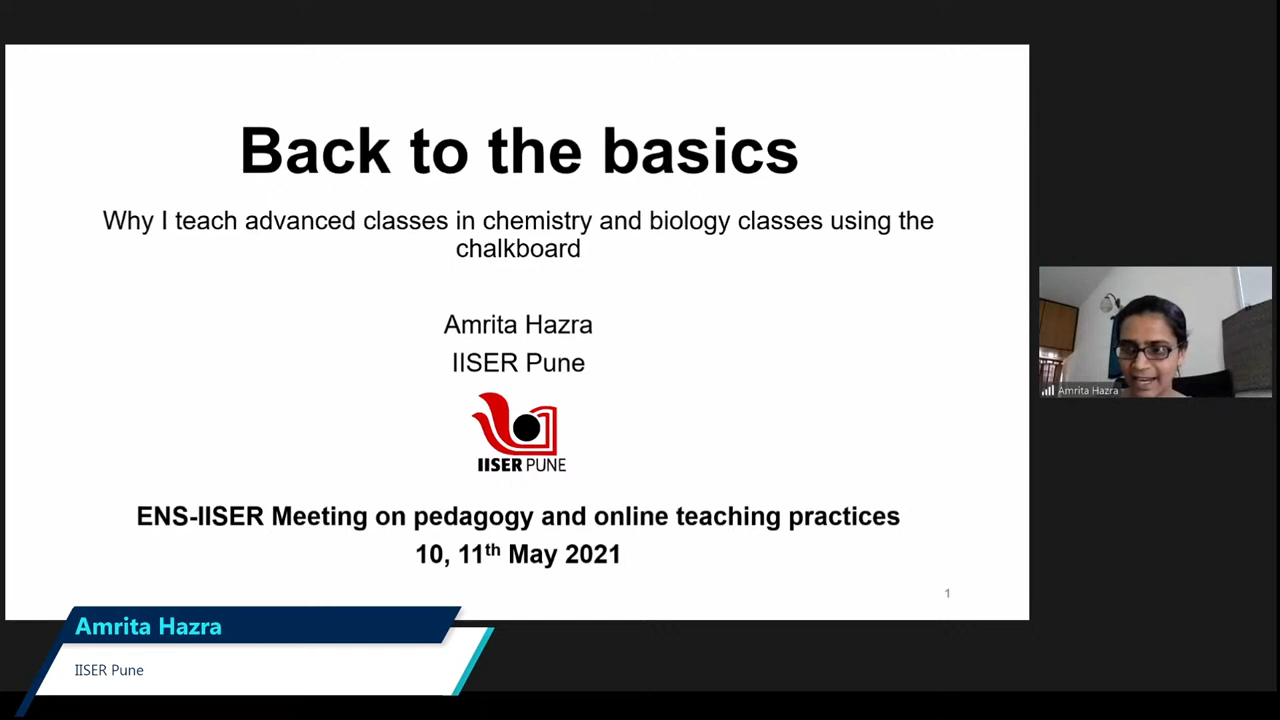 Back to the basics
Why I teach advanced classes in chemistry and biology classes using the
chalkboard
Amrita Hazra
IISER Pune
IISER PUNE
ENS-IISER Meeting on pedagogy and online teaching practices
10, 11th May 2021
1
Amrita Hazra
Amrita Hazra
IISER Pune